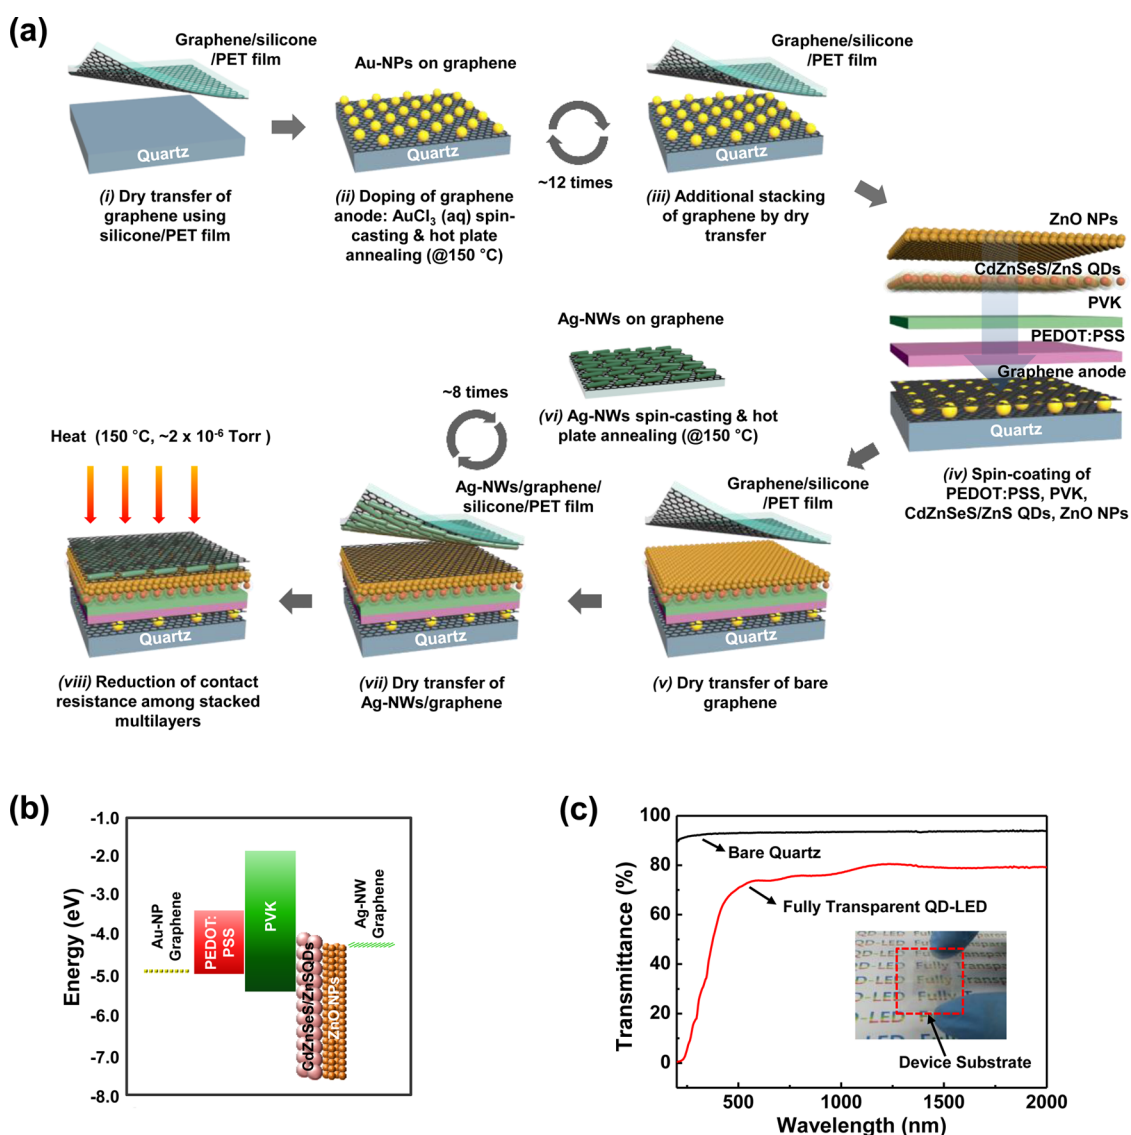 (a)
Graphene/silicone
/PET film
Quartz
(i) Dry transfer of
graphene using
silicone/PET film
Au-NPs on graphene
Quartz
(ii) Doping of graphene
anode: AuCl3 (aq) spin-
casting & hot plate
annealing (@150 °C)
~12 times
Graphene/silicone
/PET film
Quartz
(iii) Additional stacking
of graphene by dry
transfer
ZnO NPs
CdZnSeS/ZnS QDs
PVK
PEDOT:PSS
Graphene anode
Quartz
(iv) Spin-coating of
PEDOT:PSS, PVK,
CdZnSeS/ZnS QDs, ZnO NPs
Graphene/silicone
/PET film
Quartz
(v) Dry transfer of bare
graphene
Ag-NWs on graphene
(vi) Ag-NWs spin-casting & hot
plate annealing (@150 °C)
~8 times
Ag-NWs/graphene/
silicone/PET film
Quartz
(vii) Dry transfer of
Ag-NWs/graphene
Heat (150 °C, ~2 x 10-6 Torr )
Quartz
(viii) Reduction of contact
resistance among stacked
multilayers
(b)
Energy (eV)
-1.0
-2.0
-3.0
-4.0
-5.0
-6.0
-7.0
-8.0
Au-NP
Graphene
PEDOT:
PSS
PVK
CdZnSeS/ZnSQDs
ZnO NPs
Ag-NW
Graphene
(c)
Transmittance (%)
100
80
60
40
20
0
Bare Quartz
Fully Transparent QD-LED
QD-LED Fully Transparent
D-LED Fully
Device Substrate
500
1000
1500
2000
Wavelength (nm)